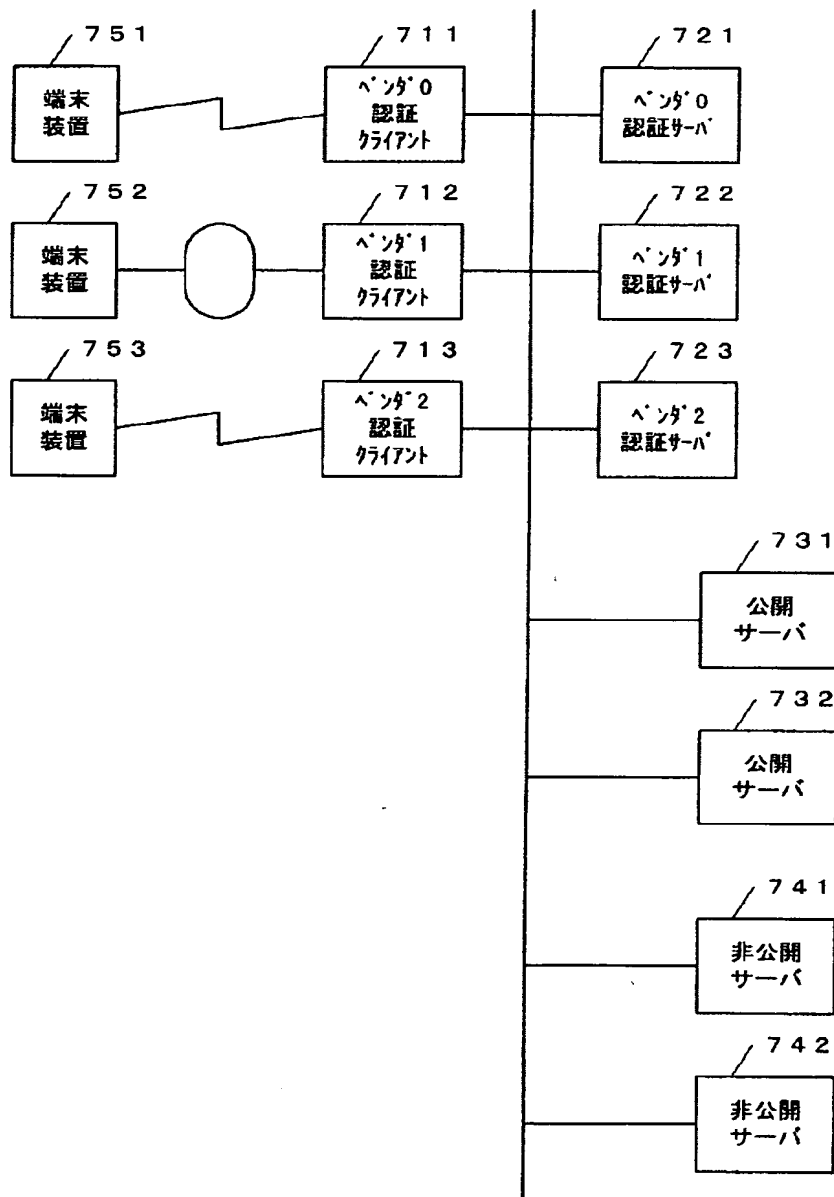 ７５１
端末
装置
７１１
ﾍﾞﾝﾀﾞ0
認証
ｸﾗｲｱﾝﾄ
７２１
ﾍﾞﾝﾀﾞ0
認証ｻｰﾊﾞ
７５２
端末
装置
７１２
ﾍﾞﾝﾀﾞ1
認証
ｸﾗｲｱﾝﾄ
７２２
ﾍﾞﾝﾀﾞ1
認証ｻｰﾊﾞ
７５３
端末
装置
７１３
ﾍﾞﾝﾀﾞ2
認証
ｸﾗｲｱﾝﾄ
７２３
ﾍﾞﾝﾀﾞ2
認証ｻｰﾊﾞ
７３１
公開
サーバ
７３２
公開
サーバ
７４１
非公開
サーバ
７４２
非公開
サーバ